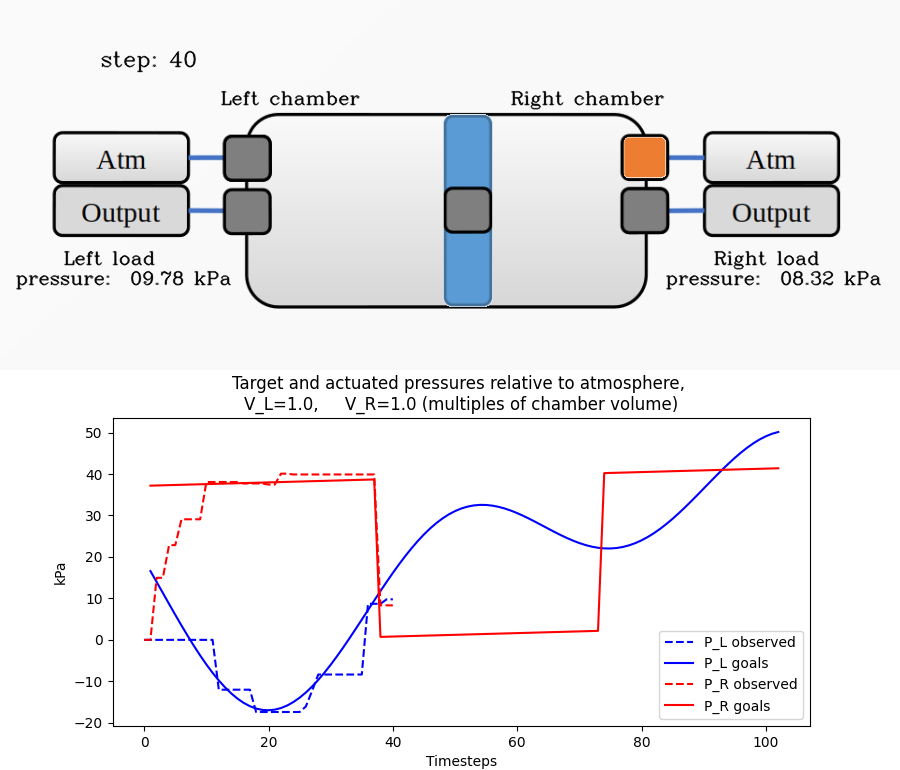 step: 40
Left chamber
Right chamber
Atm
Atm
Output
Output
Left load
pressure: 09.78 kPa
Right load
pressure: 08.32 kPa
Target and actuated pressures relative to atmosphere,
V_L=1.0, V_R=1.0 (multiples of chamber volume)
kPa
50
40
30
20
10
0
−10
−20
0
20
40
60
80
100
Timesteps
P_L observed
P_L goals
P_R observed
P_R goals